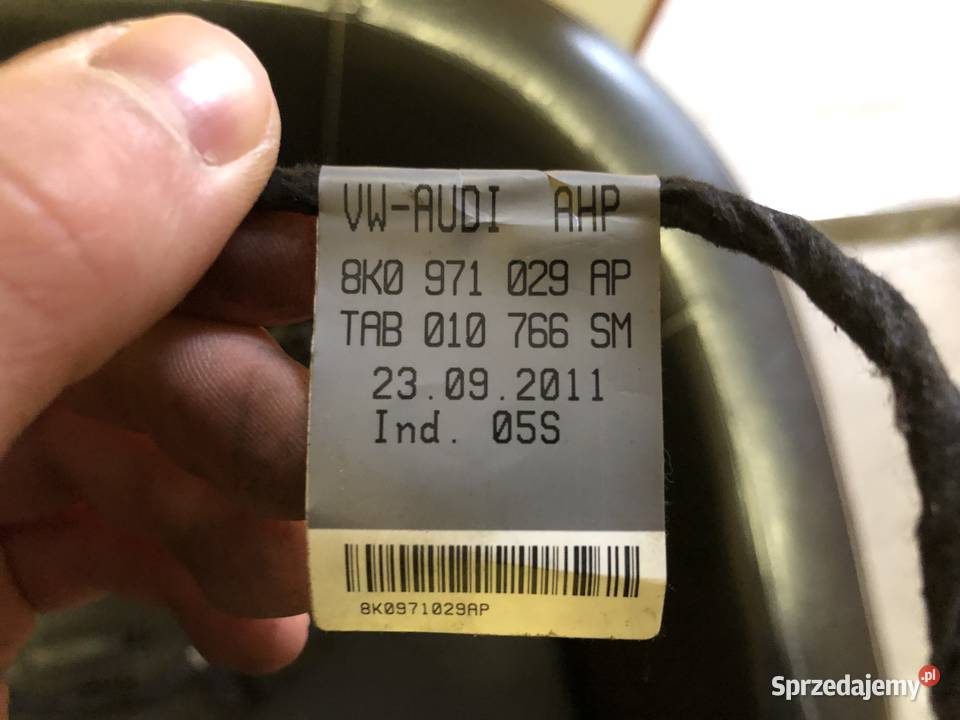 VW-AUDI AHP
8K0 971 029 AP
TAB 010 766 SM
23.09.2011
Ind. 05S
8K0971029AP
Sprzedajemy.pl